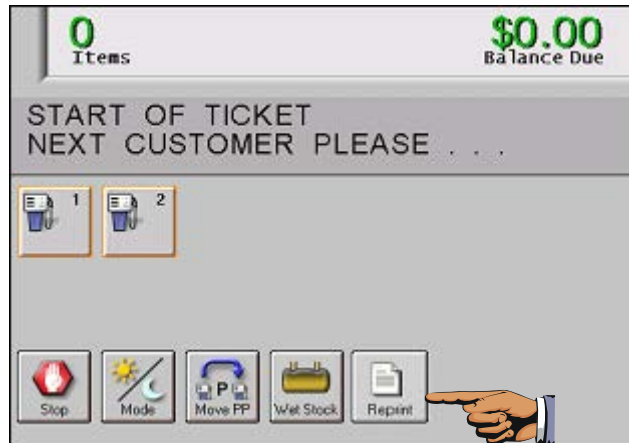 0 $0.00
Items Balance Due
START OF TICKET
NEXT CUSTOMER PLEASE . . .
1 2
P
Stop Mode Move PP Wet Stock Reprint